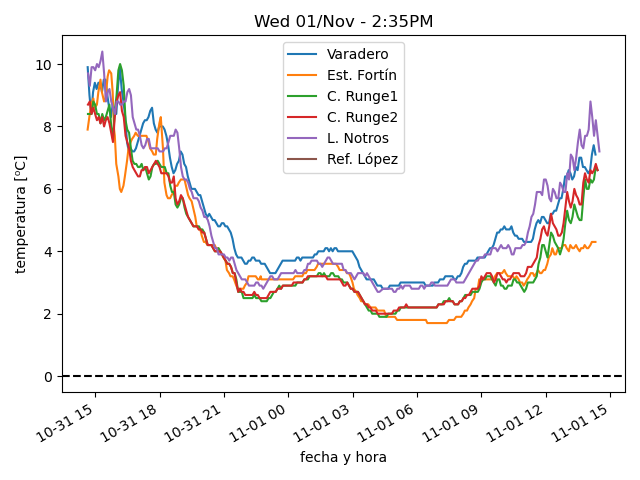 Wed 01/Nov - 2:35PM
Varadero
Est. Fortín
C. Runge1
C. Runge2
L. Notros
Ref. López
temperatura [ºC]
10
8
6
4
2
0
10-31 15
10-31 18
10-31 21
11-01 00
11-01 03
11-01 06
11-01 09
11-01 12
11-01 15
fecha y hora